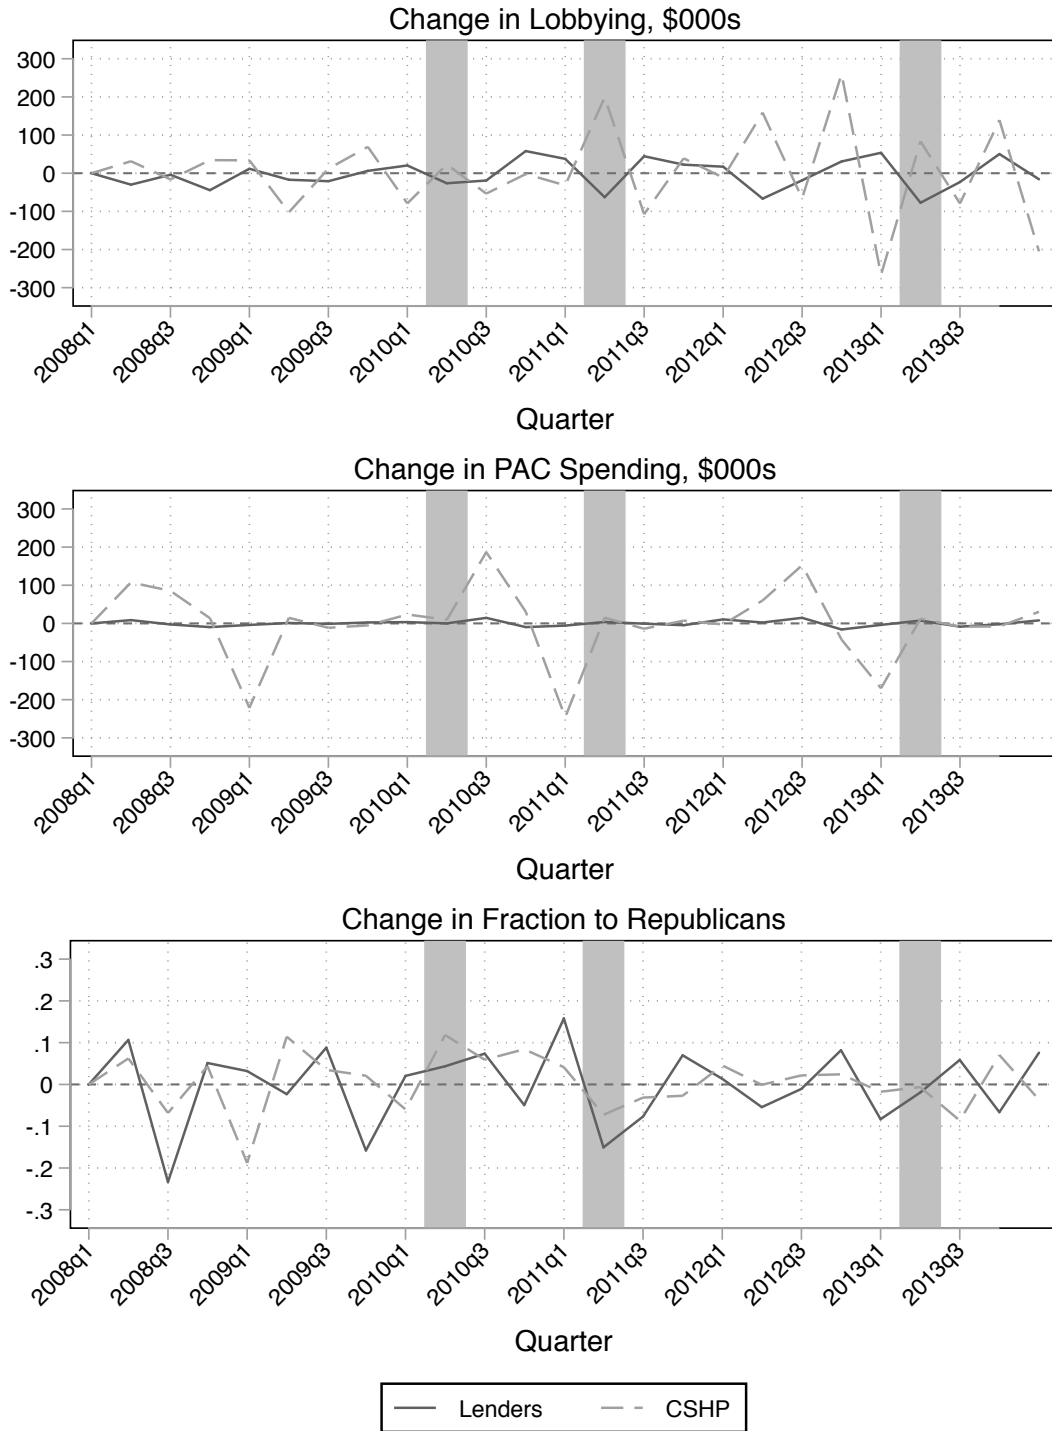 Change in Lobbying, $000s
300
200
100
0
-100
-200
-300
2008q1 2008q3 2009q1 2009q3 2010q1 2010q3 2011q1 2011q3 2012q1 2012q3 2013q1 2013q3
Quarter
Change in PAC Spending, $000s
300
200
100
0
-100
-200
-300
2008q1 2008q3 2009q1 2009q3 2010q1 2010q3 2011q1 2011q3 2012q1 2012q3 2013q1 2013q3
Quarter
Change in Fraction to Republicans
.3
.2
.1
0
-.1
-.2
-.3
2008q1 2008q3 2009q1 2009q3 2010q1 2010q3 2011q1 2011q3 2012q1 2012q3 2013q1 2013q3
Quarter
Lenders CSHP